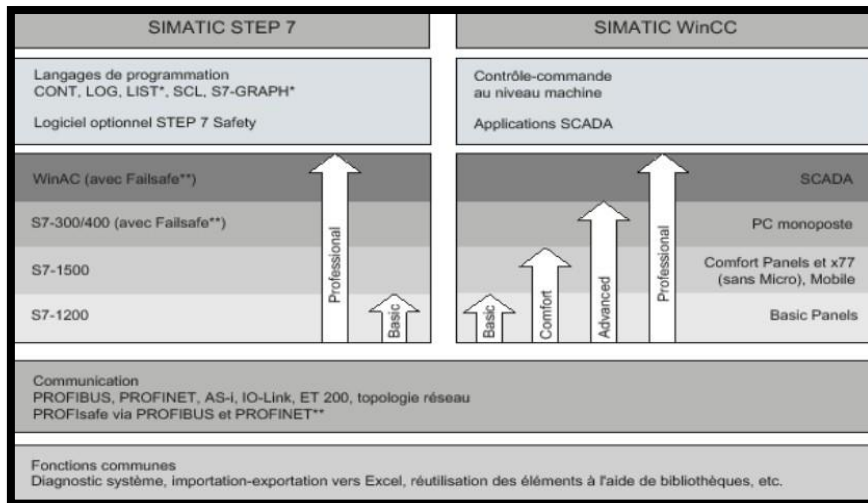 SIMATIC STEP 7
Langages de programmation
CONT, LOG, LIST*, SCL, S7-GRAPH*
Logiciel optionnel STEP 7 Safety
WinAC (avec Failsafe**)
S7-300/400 (avec Failsafe**)
S7-1500
S7-1200
Professional
Basic
SIMATIC WinCC
Contrôle-commande
au niveau machine
Applications SCADA
SCADA
PC monoposte
Comfort Panels et x77
(sans Micro), Mobile
Basic Panels
Basic
Comfort
Advanced
Professional
Communication
PROFIBUS, PROFINET, AS-i, IO-Link, ET 200, topologie réseau
PROFIsafe via PROFIBUS et PROFINET**
Fonctions communes
Diagnostic système, importation-exportation vers Excel, réutilisation des éléments à l'aide de bibliothèques, etc.